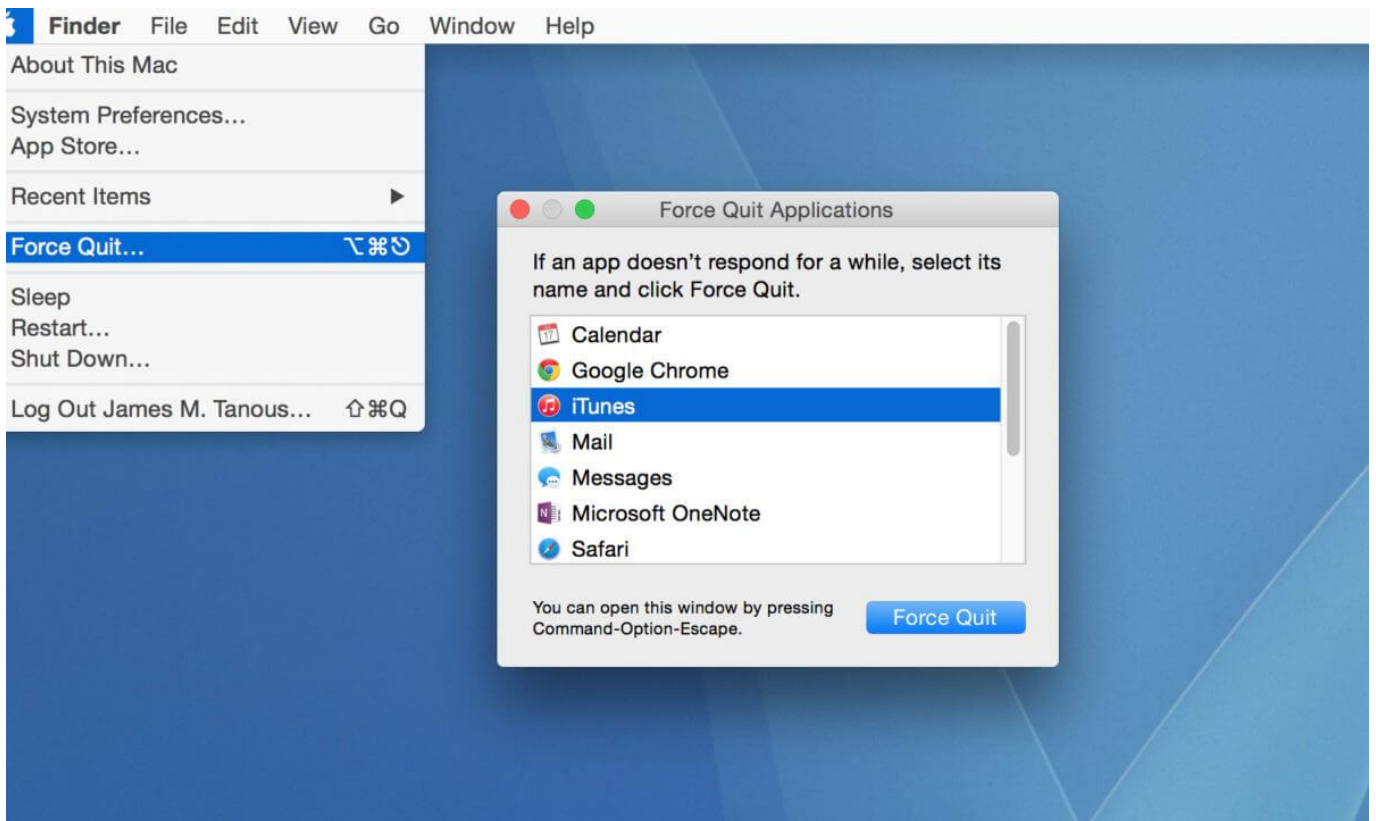 Finder File Edit View Go Window Help
About This Mac
System Preferences...
App Store...
Recent Items ▶
Force Quit... ⌥⌘⎋
Sleep
Restart...
Shut Down...
Log Out James M. Tanous... ⇧⌘Q
Force Quit Applications
If an app doesn’t respond for a while, select its
name and click Force Quit.
17
Calendar
Google Chrome
iTunes
Mail
Messages
N
Microsoft OneNote
Safari
You can open this window by pressing
Command-Option-Escape.
Force Quit